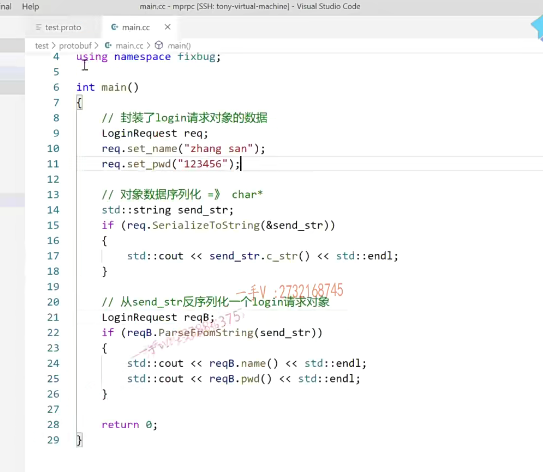 nal Help main.cc - mprpc [SSH: tony-virtual-machine] - Visual Studio Code
test.proto main.cc ×
test > protobuf > main.cc > main()
4 using namespace fixbug;
5
6 int main()
7 {
8 // 封装了login请求对象的数据
9 LoginRequest req;
10 req.set_name("zhang san");
11 req.set_pwd("123456");
12
13 // 对象数据序列化 =》 char*
14 std::string send_str;
15 if (req.SerializeToString(&send_str))
16 {
17 std::cout << send_str.c_str() << std::endl;
18 }
19
一手V：2732168745
20 // 从send_str反序列化一个login请求对象
21 LoginRequest reqB;
22 if (reqB.ParseFromString(send_str))
23 {
24 std::cout << reqB.name() << std::endl;
25 std::cout << reqB.pwd() << std::endl;
26 }
27
28 return 0;
29 }